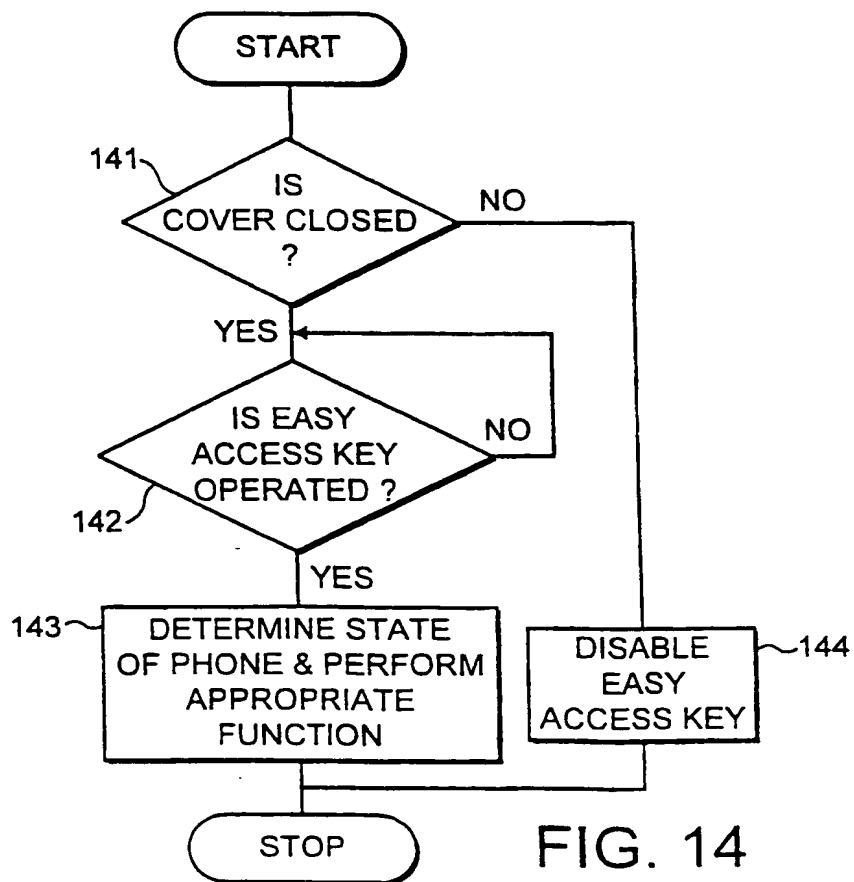 START
141
IS
COVER CLOSED
?
NO
YES
IS EASY
ACCESS KEY
OPERATED ?
NO
142
YES
143
DETERMINE STATE
OF PHONE & PERFORM
APPROPRIATE
FUNCTION
DISABLE
EASY
ACCESS KEY
144
STOP
FIG. 14